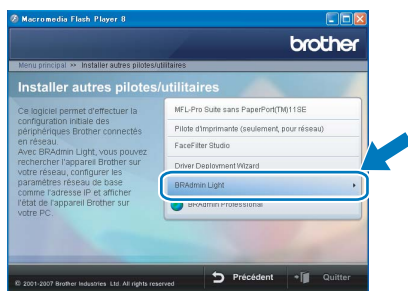 Macromedia Flash Player 8
brother
Menu principal >> Installer autres pilotes/utilitaires
Installer autres pilotes/utilitaires
Ce logiciel permet d'effectuer la
configuration initiale des
périphériques Brother connectés
en réseau.
Avec BRAdmin Light, vous pouvez
rechercher l'appareil Brother sur
votre réseau, configurer les
paramètres réseau de base
comme l'adresse IP et afficher
l'état de l'appareil Brother sur
votre PC.
MFL-Pro Suite sans PaperPort(TM)11SE
Pilote d'imprimante (seulement, pour réseau)
FaceFilter Studio
Driver Deployment Wizard
BRAdmin Light
BRAdmin Professional
© 2001-2007 Brother Industries Ltd. All rights reserved
Précédent
Quitter